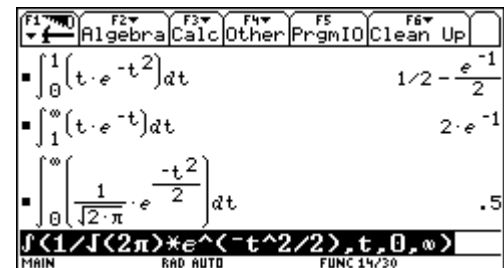 F1 F2 F3 F4 F5 F6
Algebra Calc Other PrgmIO Clean Up
∫₀¹(t·e^(-t²))dt 1/2 - e⁻¹/2
∫₁^∞(t·e^(-t))dt 2·e⁻¹
∫₀^∞(1/√(2·π)·e^(-t²/2))dt .5
∫(1/√(2π)*e^(-t^2/2),t,0,∞)
MAIN RAD AUTO FUNC 14/30